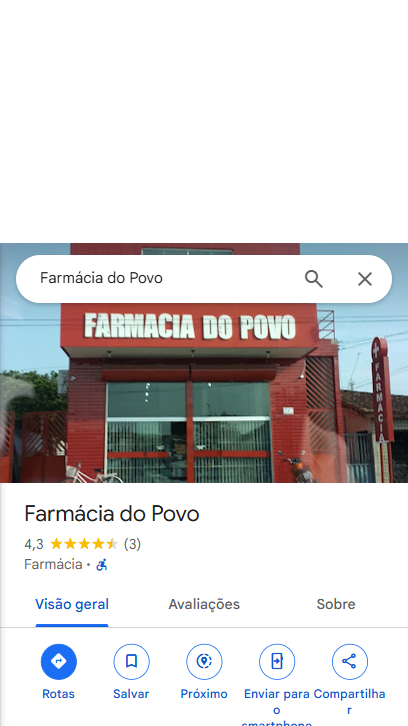 Farmácia do Povo
FARMACIA DO POVO
FARMACIA
Farmácia do Povo
4,3 (3)
Farmácia ·
Visão geral Avaliações Sobre
Rotas Salvar Próximo Enviar para o smartphone Compartilhar